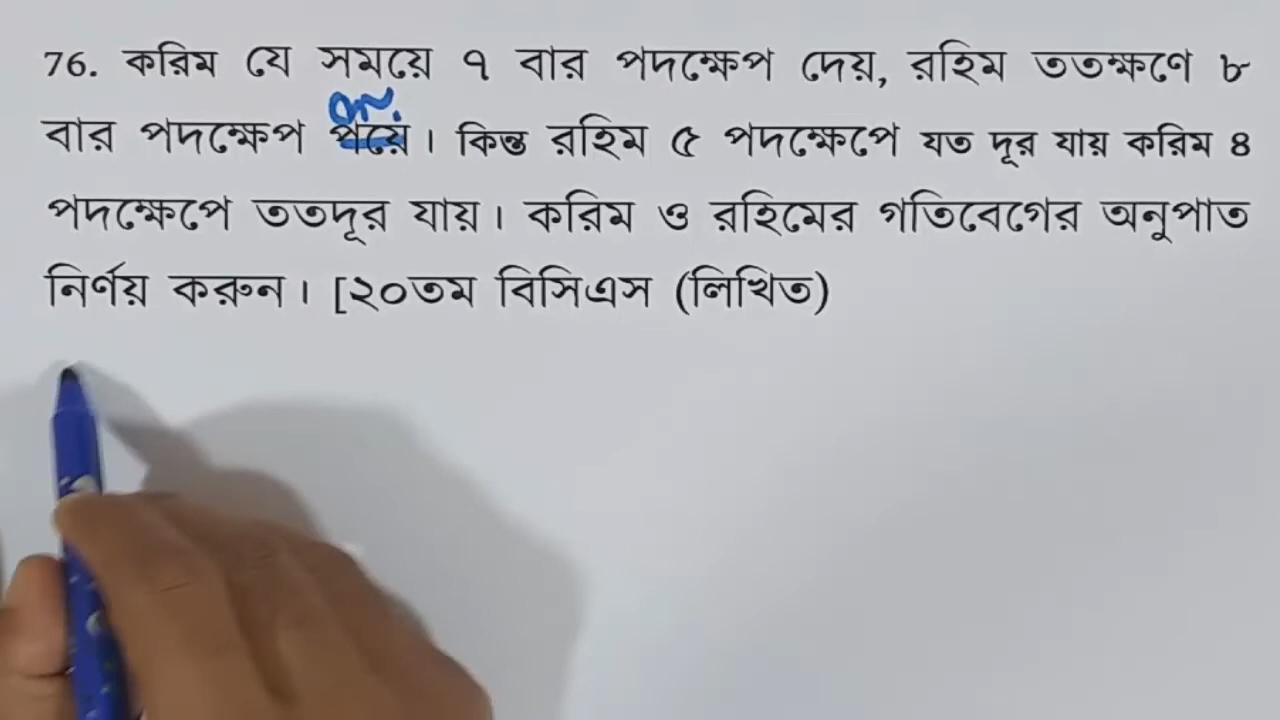 76. করিম যে সময়ে ৭ বার পদক্ষেপ দেয়, রহিম ততক্ষণে ৮
দেয়
বার পদক্ষেপ পয়ে। কিন্ত রহিম ৫ পদক্ষেপে যত দূর যায় করিম ৪
পদক্ষেপে ততদূর যায়। করিম ও রহিমের গতিবেগের অনুপাত
নির্ণয় করুন। [২০তম বিসিএস (লিখিত)